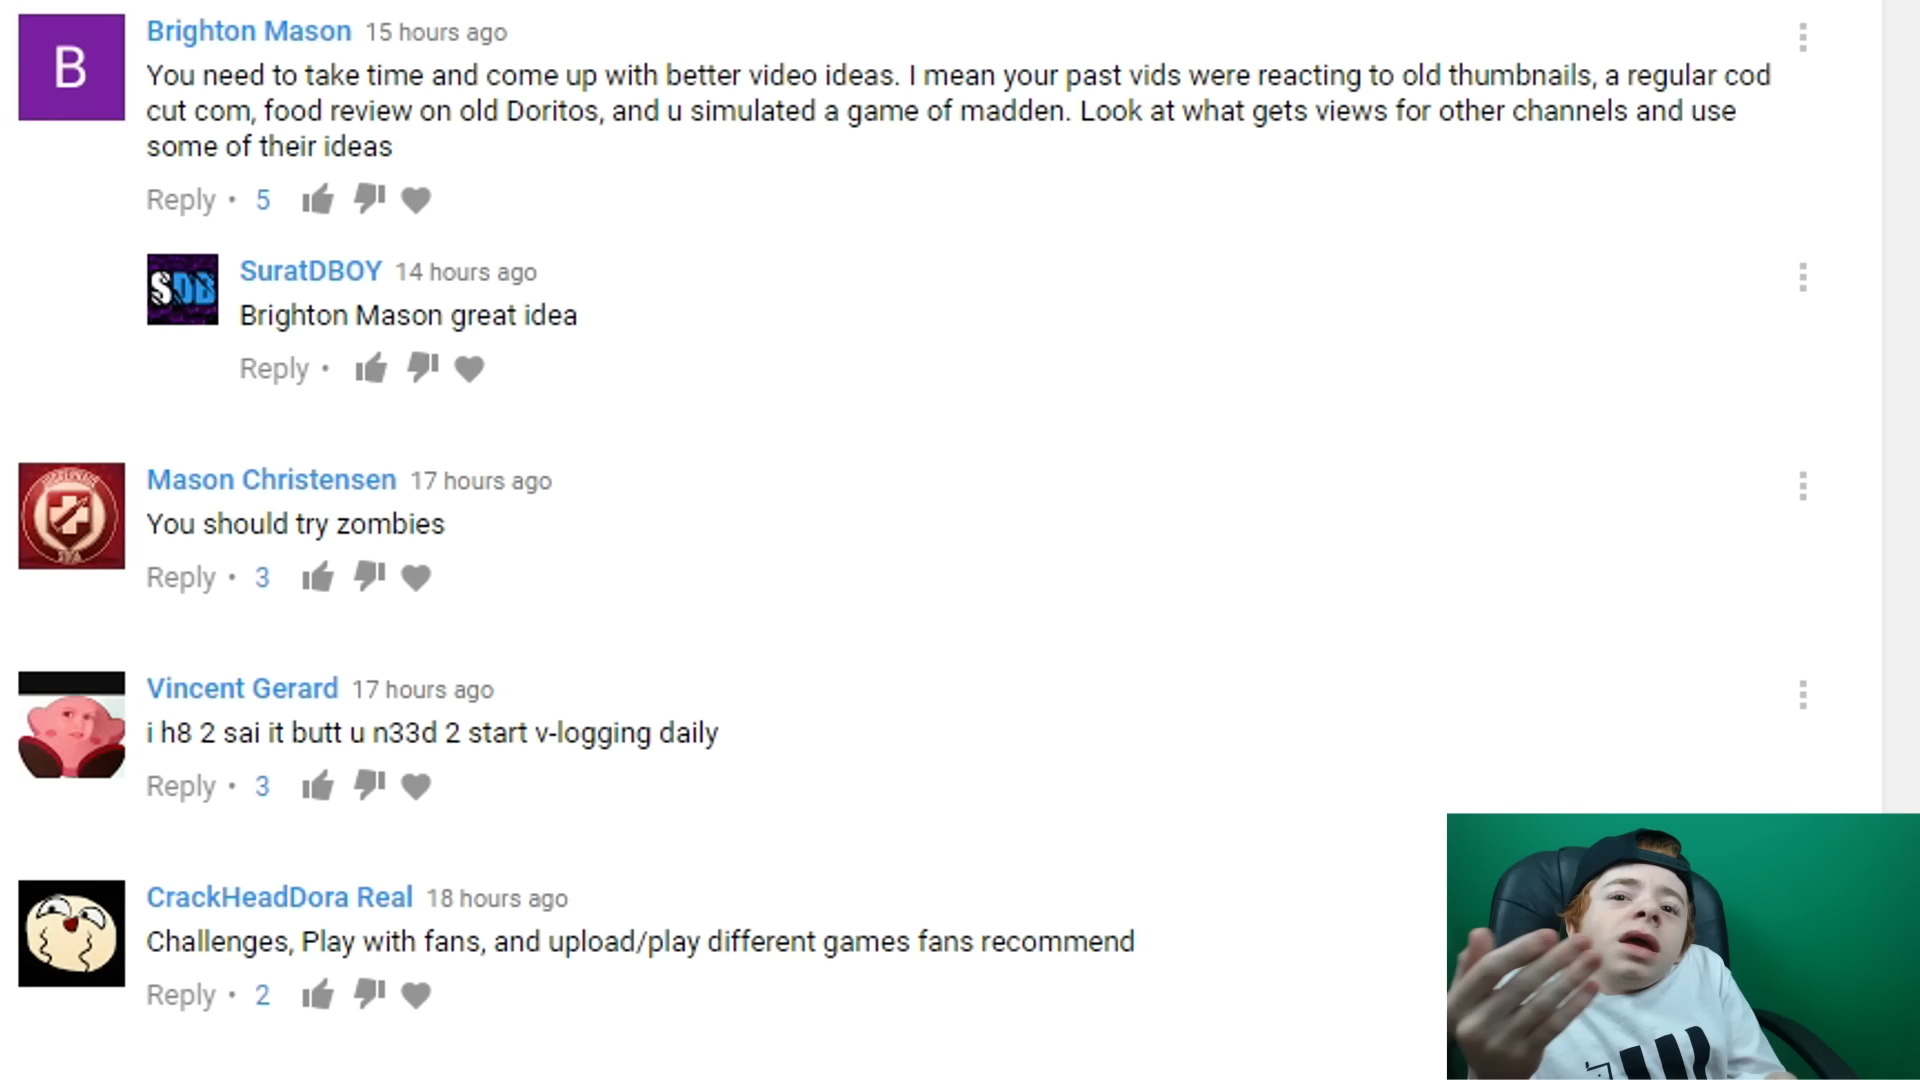 B
Brighton Mason 15 hours ago
You need to take time and come up with better video ideas. I mean your past vids were reacting to old thumbnails, a regular cod
cut com, food review on old Doritos, and u simulated a game of madden. Look at what gets views for other channels and use
some of their ideas
Reply • 5
SDB
SuratDBOY 14 hours ago
Brighton Mason great idea
Reply •
Mason Christensen 17 hours ago
You should try zombies
Reply • 3
Vincent Gerard 17 hours ago
i h8 2 sai it butt u n33d 2 start v-logging daily
Reply • 3
CrackHeadDora Real 18 hours ago
Challenges, Play with fans, and upload/play different games fans recommend
Reply • 2